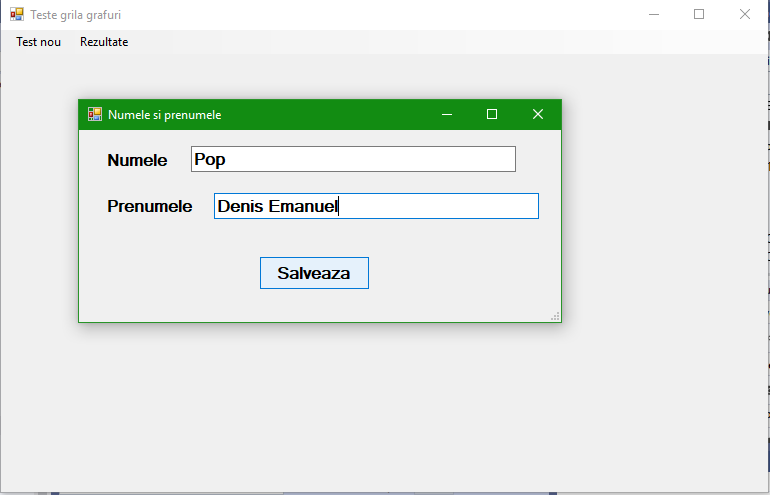 Teste grila grafuri
Test nou Rezultate
Numele si prenumele
Numele Pop
Prenumele Denis Emanuel
Salveaza